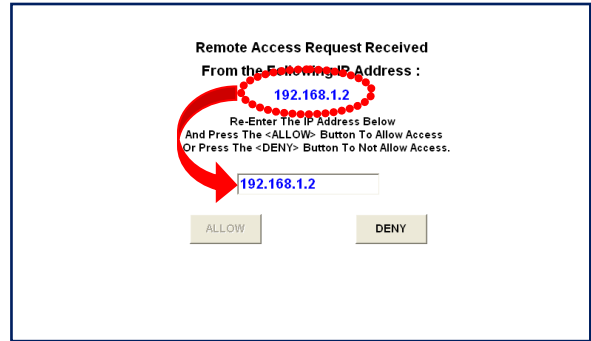 Remote Access Request Received
From the Following IP Address :
192.168.1.2
Re-Enter The IP Address Below
And Press The <ALLOW> Button To Allow Access
Or Press The <DENY> Button To Not Allow Access.
192.168.1.2
ALLOW DENY